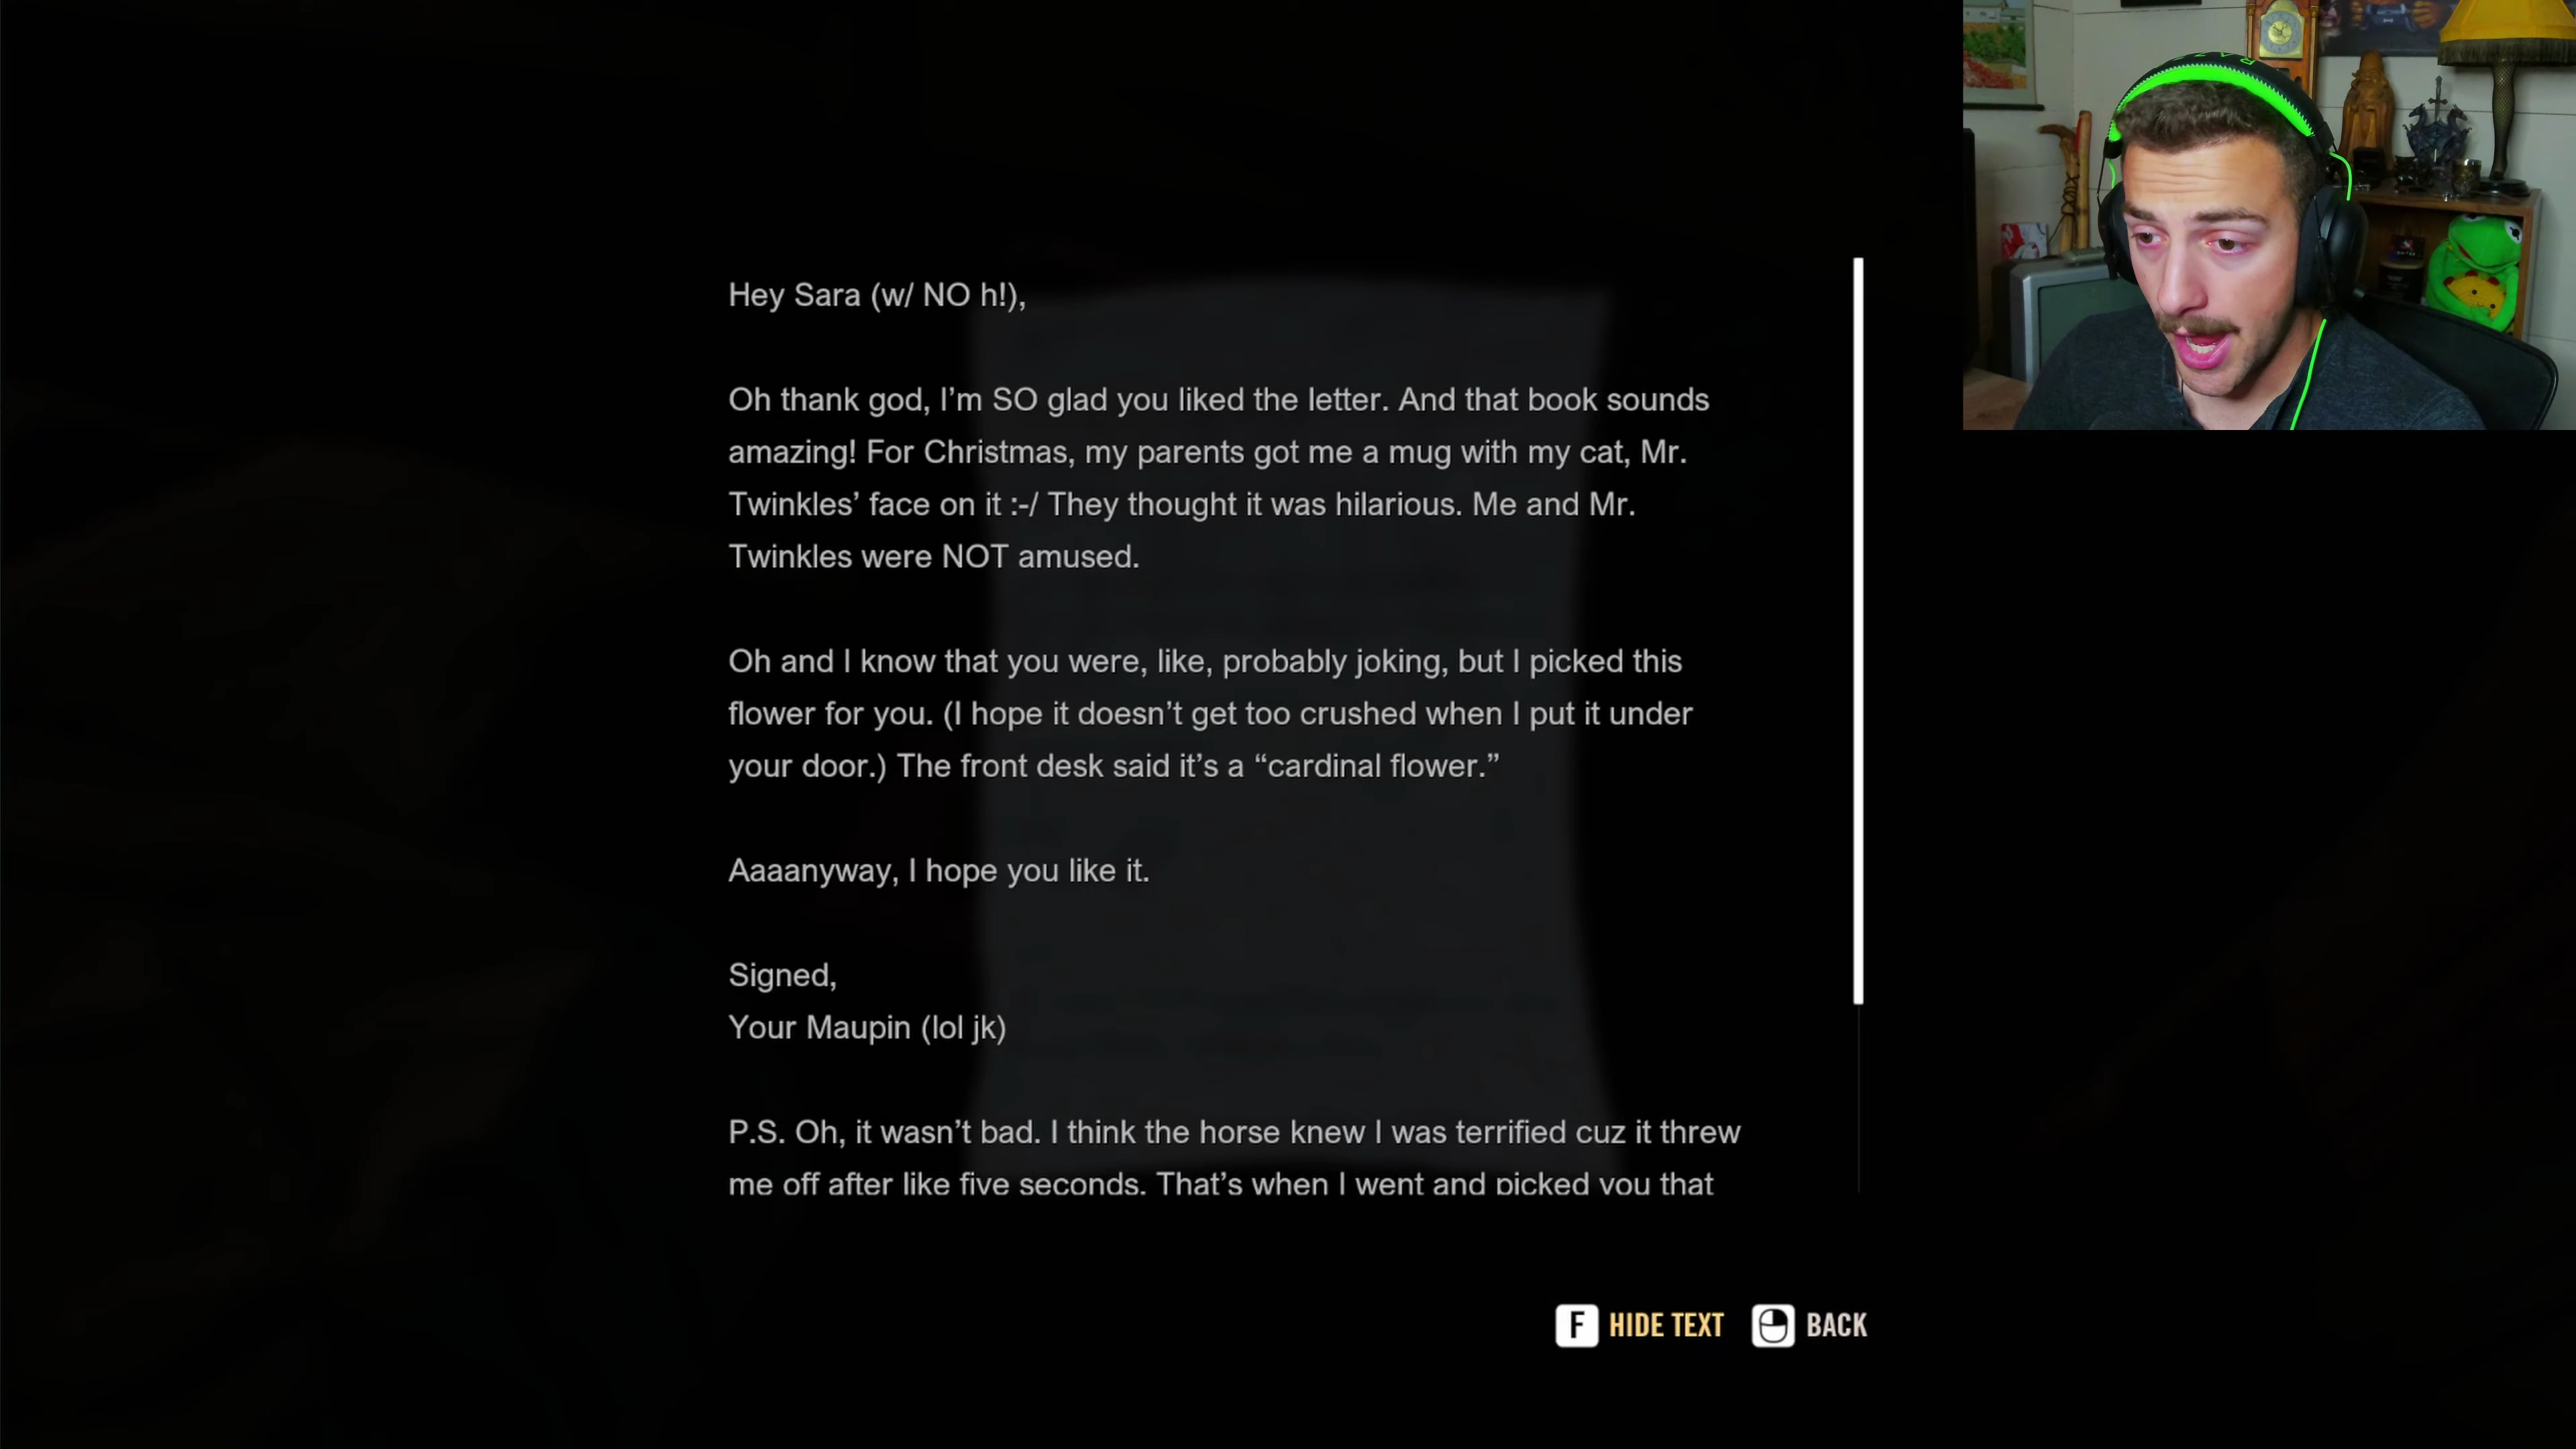 Hey Sara (w/ NO h!),
Oh thank god, I’m SO glad you liked the letter. And that book sounds
amazing! For Christmas, my parents got me a mug with my cat, Mr.
Twinkles’ face on it :-/ They thought it was hilarious. Me and Mr.
Twinkles were NOT amused.
Oh and I know that you were, like, probably joking, but I picked this
flower for you. (I hope it doesn’t get too crushed when I put it under
your door.) The front desk said it’s a “cardinal flower.”
Aaaanyway, I hope you like it.
Signed,
Your Maupin (lol jk)
P.S. Oh, it wasn’t bad. I think the horse knew I was terrified cuz it threw
me off after like five seconds. That’s when I went and picked you that
F HIDE TEXT BACK